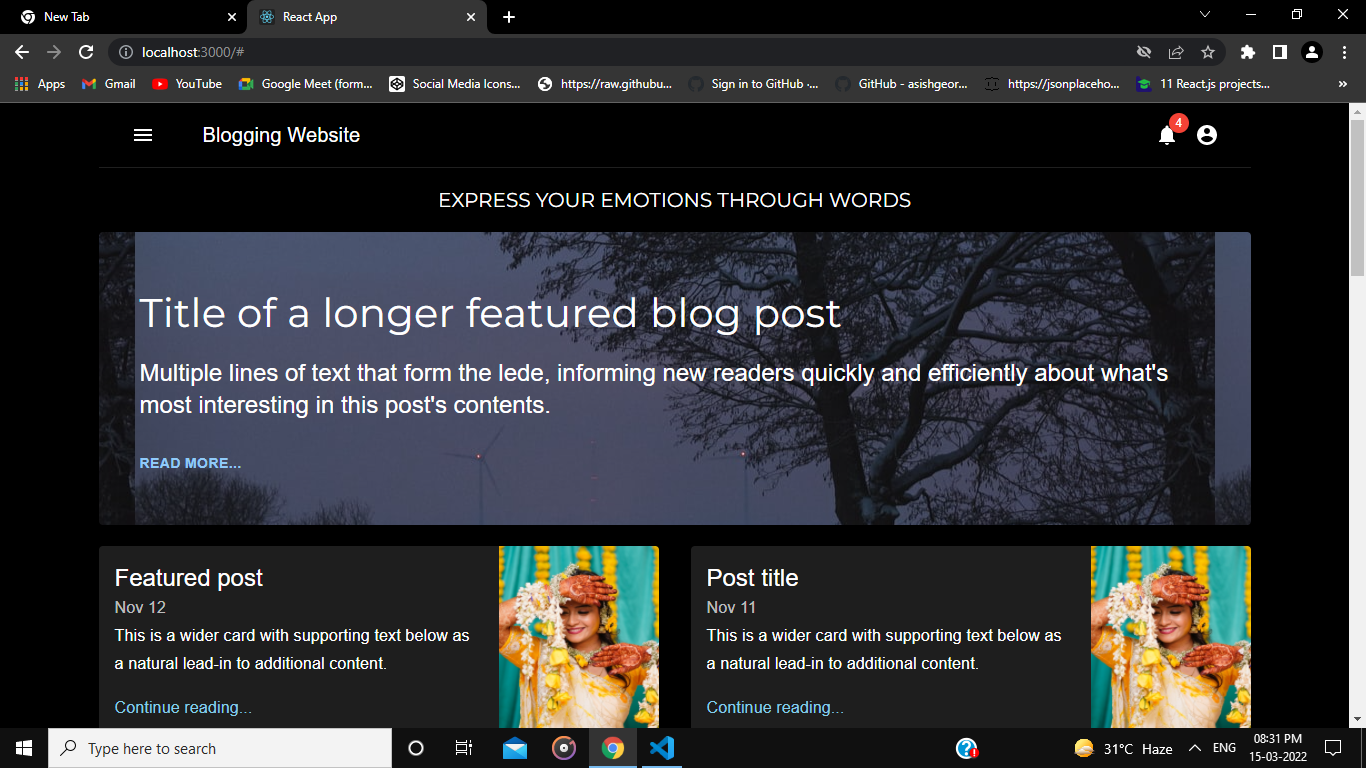 New Tab
React App
localhost:3000/#
Apps
Gmail
YouTube
Google Meet (form...
Social Media Icons...
https://raw.githubu...
Sign in to GitHub ·...
GitHub - asishgeor...
https://jsonplaceho...
11 React.js projects...
»
Blogging Website
4
EXPRESS YOUR EMOTIONS THROUGH WORDS
Title of a longer featured blog post
Multiple lines of text that form the lede, informing new readers quickly and efficiently about what's
most interesting in this post's contents.
READ MORE...
Featured post
Nov 12
This is a wider card with supporting text below as
a natural lead-in to additional content.
Continue reading...
Post title
Nov 11
This is a wider card with supporting text below as
a natural lead-in to additional content.
Continue reading...
Type here to search
31°C Haze
ENG
08:31 PM
15-03-2022